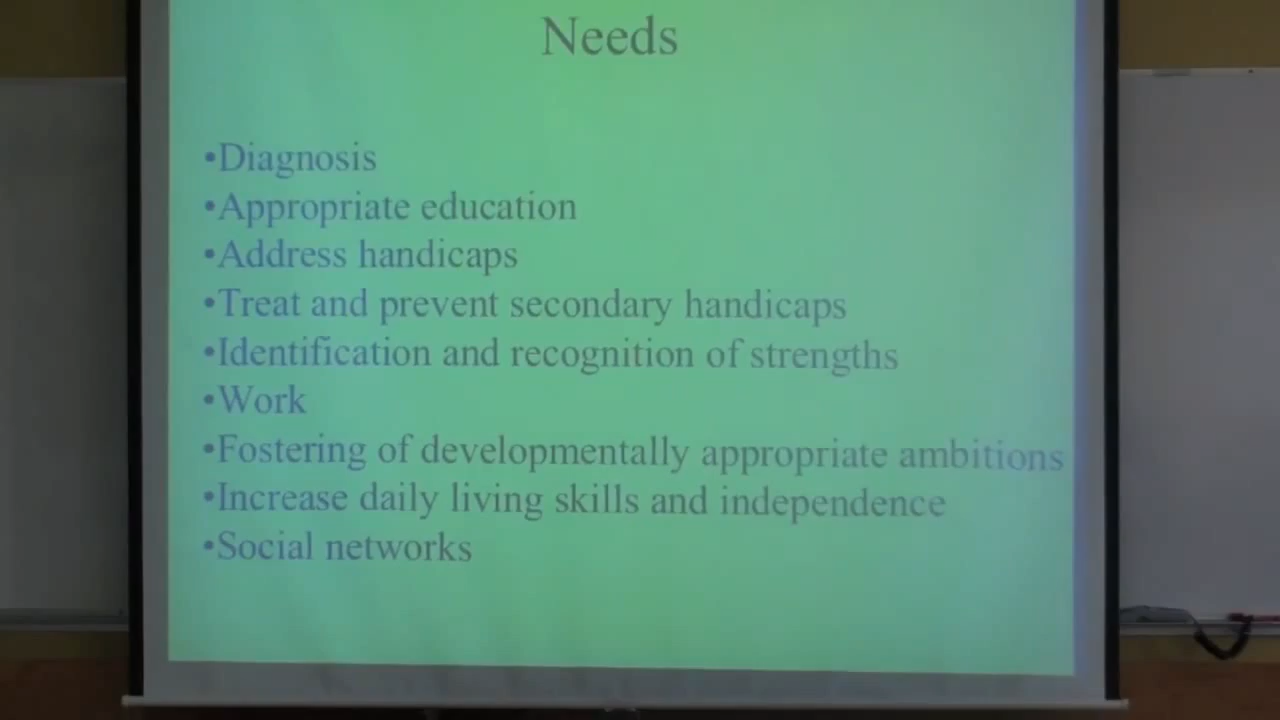 Needs
•Diagnosis
•Appropriate education
•Address handicaps
•Treat and prevent secondary handicaps
•Identification and recognition of strengths
•Work
•Fostering of developmentally appropriate ambitions
•Increase daily living skills and independence
•Social networks